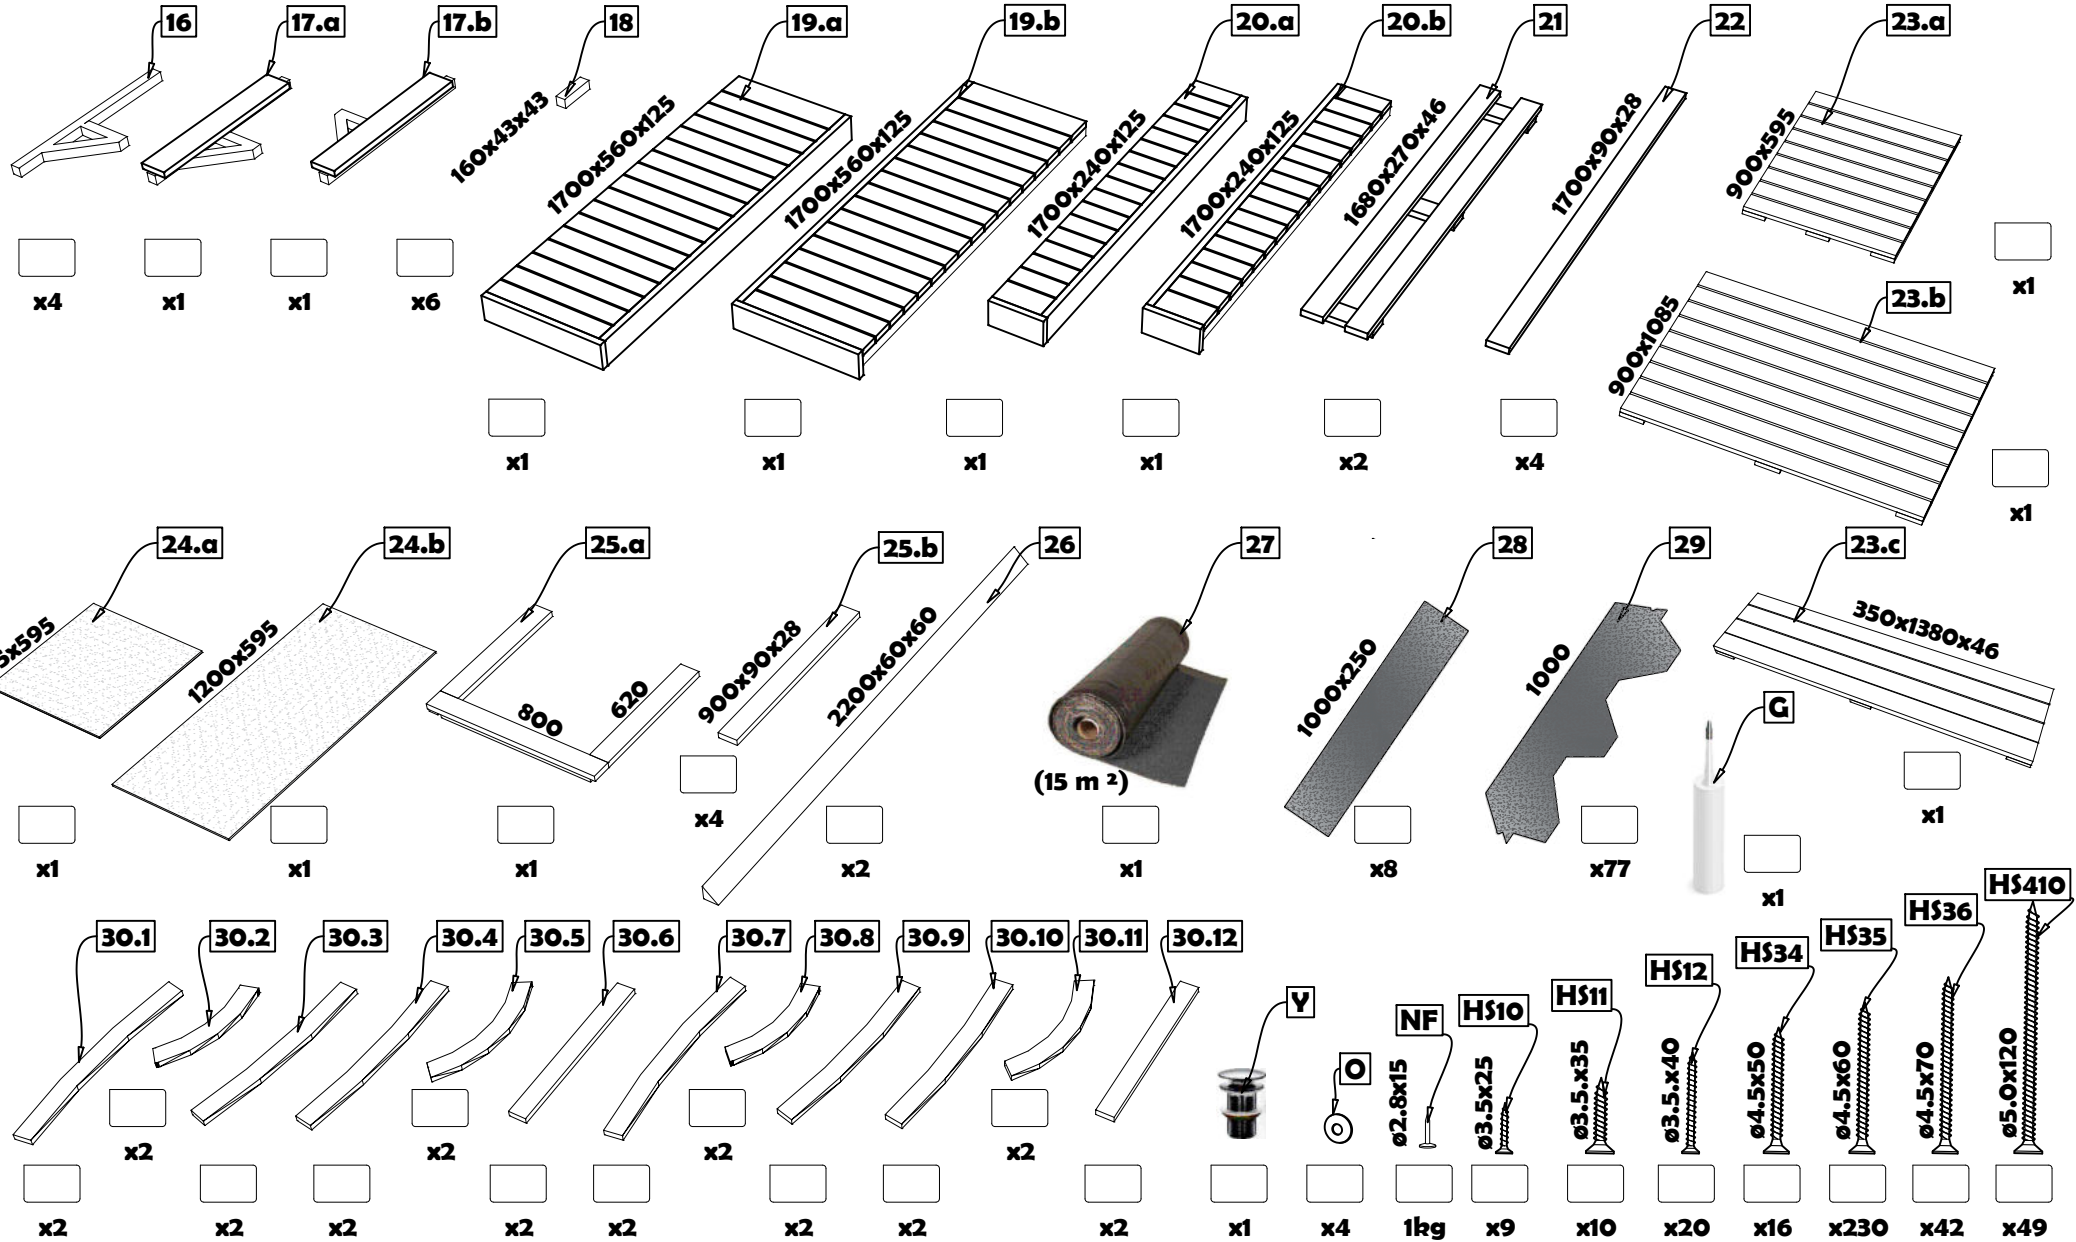 16
17.a
17.b
18
19.a
19.b
20.a
20.b
21
22
23.a
160x43x43
1700x560x125
1700x560x125
1700x240x125
1700x240x125
1680x270x46
1700x90x28
900x595
x4
x1
x1
x6
x1
23.b
900x1085
x1
x1
x1
x1
x2
x4
x1
24.a
24.b
25.a
25.b
26
27
28
29
23.c
5x595
1200x595
800
620
900x90x28
2200x60x60
(15 m ²)
1000x250
1000
350x1380x46
G
x1
x1
x1
x4
x2
x1
x8
x77
x1
x1
30.1
30.2
30.3
30.4
30.5
30.6
30.7
30.8
30.9
30.10
30.11
30.12
Y
O
NF
HS10
HS11
HS12
HS34
HS35
HS36
HS410
ø2.8x15
ø3.5x25
ø3.5.x35
ø3.5.x40
ø4.5x50
ø4.5x60
ø4.5x70
ø5.0x120
x2
x2
x2
x2
x2
x2
x2
x2
x2
x2
x2
x2
x1
x4
1kg
x9
x10
x20
x16
x230
x42
x49